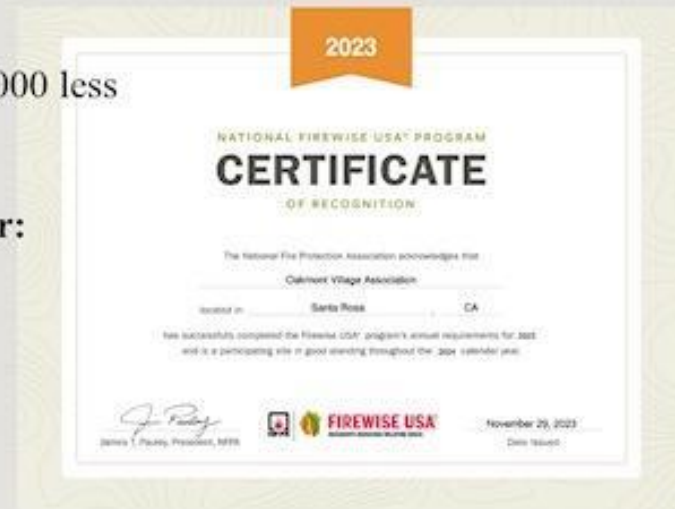 000 less
r:
2023
NATIONAL FIREWISE USA® PROGRAM
CERTIFICATE
OF RECOGNITION
The National Fire Protection Association acknowledges that
Oakmont Village Association
located in Santa Rosa, CA
has successfully completed the Firewise USA® program's annual requirements for 2023
and is a participating site in good standing throughout the 2024 calendar year.
James T. Pauley, President, NFPA
FIREWISE USA®
November 29, 2023
Date Issued